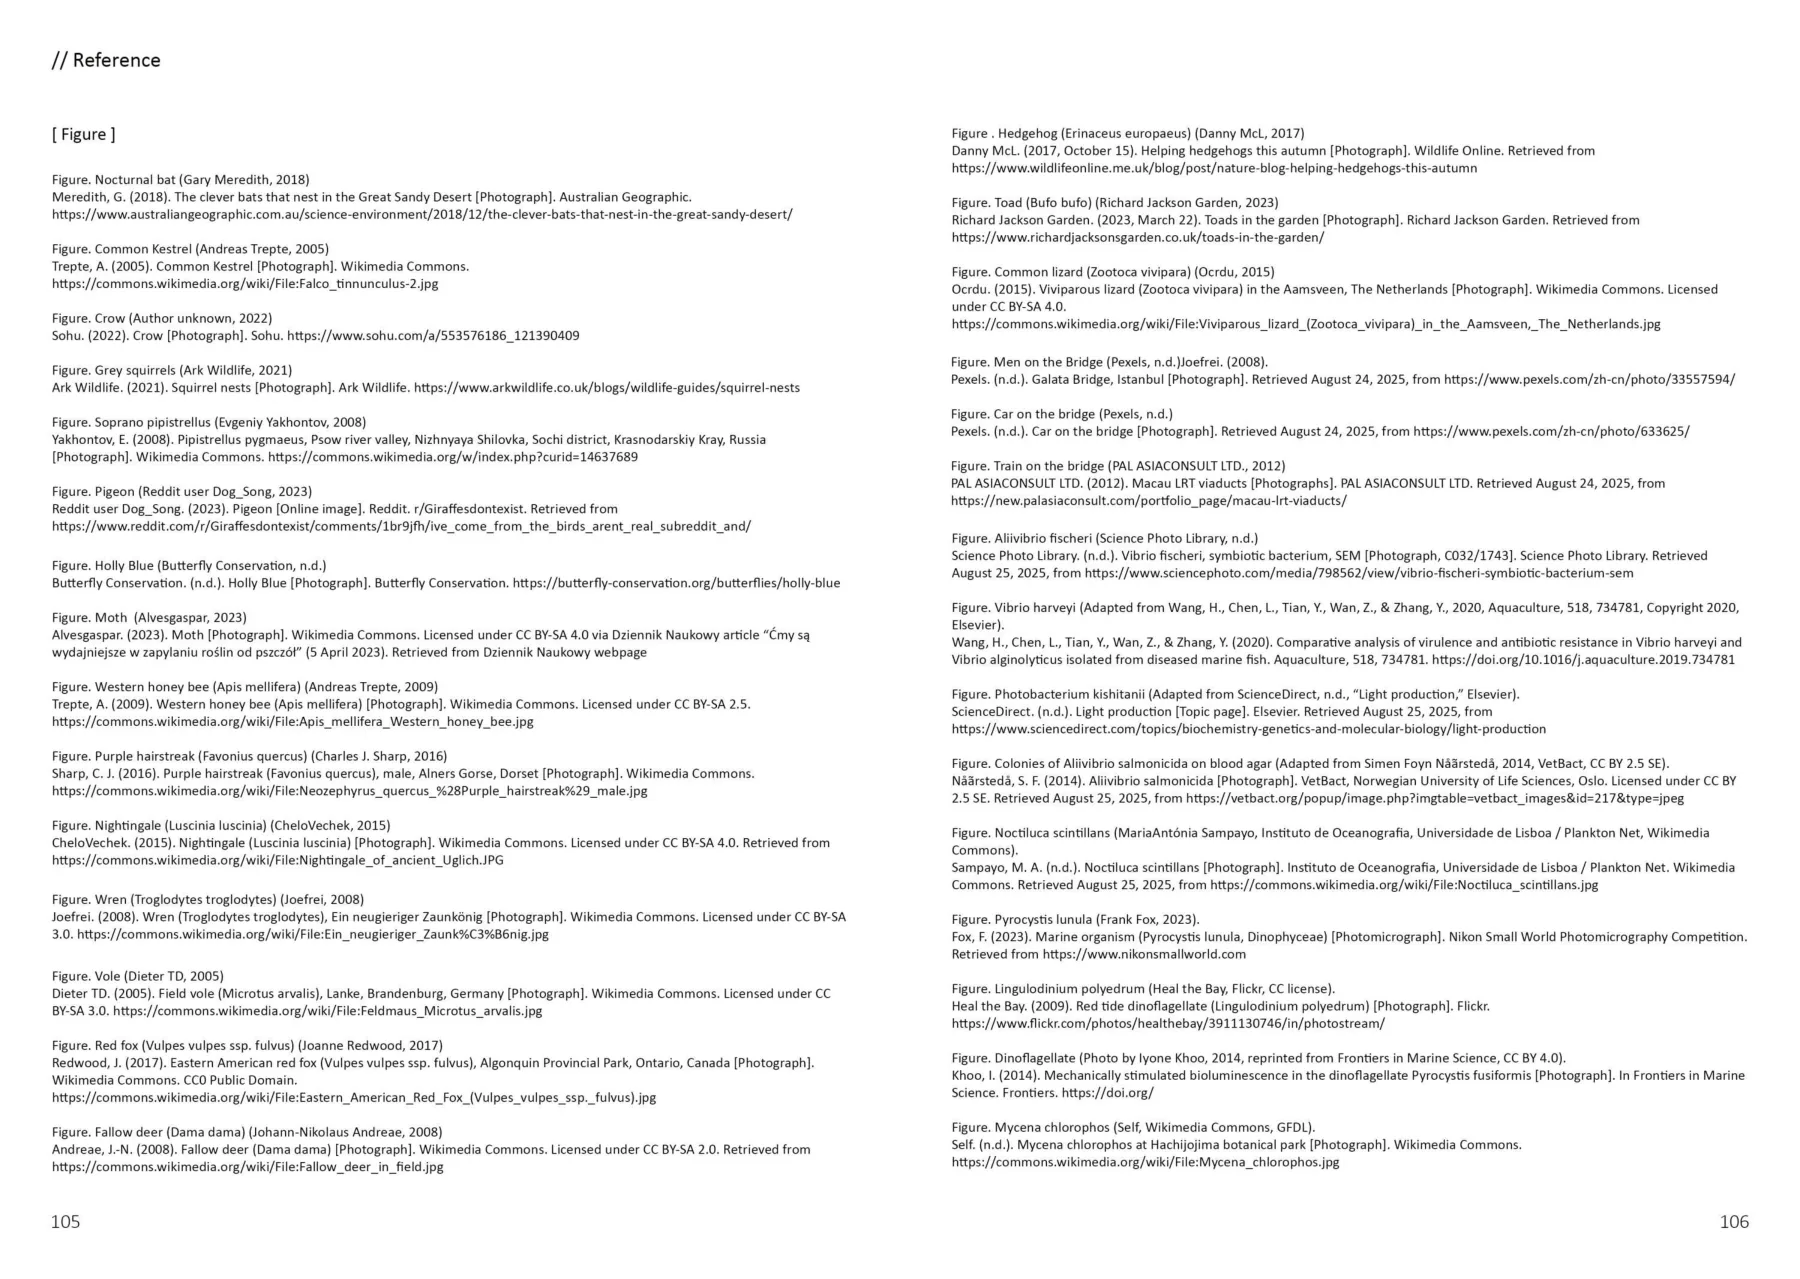 // Reference
[ Figure ]
Figure. Nocturnal bat (Gary Meredith, 2018)
Meredith, G. (2018). The clever bats that nest in the Great Sandy Desert [Photograph]. Australian Geographic.
https://www.australiangeographic.com.au/science-environment/2018/12/the-clever-bats-that-nest-in-the-great-sandy-desert/
Figure. Common Kestrel (Andreas Trepte, 2005)
Trepte, A. (2005). Common Kestrel [Photograph]. Wikimedia Commons.
https://commons.wikimedia.org/wiki/File:Falco_tinnunculus-2.jpg
Figure. Crow (Author unknown, 2022)
Sohu. (2022). Crow [Photograph]. Sohu. https://www.sohu.com/a/553576186_121390409
Figure. Grey squirrels (Ark Wildlife, 2021)
Ark Wildlife. (2021). Squirrel nests [Photograph]. Ark Wildlife. https://www.arkwildlife.co.uk/blogs/wildlife-guides/squirrel-nests
Figure. Soprano pipistrellus (Evgeniy Yakhontov, 2008)
Yakhontov, E. (2008). Pipistrellus pygmaeus, Psow river valley, Nizhnyaya Shilovka, Sochi district, Krasnodarskiy Kray, Russia
[Photograph]. Wikimedia Commons. https://commons.wikimedia.org/w/index.php?curid=14637689
Figure. Pigeon (Reddit user Dog_Song, 2023)
Reddit user Dog_Song. (2023). Pigeon [Online image]. Reddit. r/Giraffesdontexist. Retrieved from
https://www.reddit.com/r/Giraffesdontexist/comments/1br9jfh/ive_come_from_the_birds_arent_real_subreddit_and/
Figure. Holly Blue (Butterfly Conservation, n.d.)
Butterfly Conservation. (n.d.). Holly Blue [Photograph]. Butterfly Conservation. https://butterfly-conservation.org/butterflies/holly-blue
Figure. Moth  (Alvesgaspar, 2023)
Alvesgaspar. (2023). Moth [Photograph]. Wikimedia Commons. Licensed under CC BY-SA 4.0 via Dziennik Naukowy article “Ćmy są
wydajniejsze w zapylaniu roślin od pszczół” (5 April 2023). Retrieved from Dziennik Naukowy webpage
Figure. Western honey bee (Apis mellifera) (Andreas Trepte, 2009)
Trepte, A. (2009). Western honey bee (Apis mellifera) [Photograph]. Wikimedia Commons. Licensed under CC BY-SA 2.5.
https://commons.wikimedia.org/wiki/File:Apis_mellifera_Western_honey_bee.jpg
Figure. Purple hairstreak (Favonius quercus) (Charles J. Sharp, 2016)
Sharp, C. J. (2016). Purple hairstreak (Favonius quercus), male, Alners Gorse, Dorset [Photograph]. Wikimedia Commons.
https://commons.wikimedia.org/wiki/File:Neozephyrus_quercus_%28Purple_hairstreak%29_male.jpg
Figure. Nightingale (Luscinia luscinia) (CheloVechek, 2015)
CheloVechek. (2015). Nightingale (Luscinia luscinia) [Photograph]. Wikimedia Commons. Licensed under CC BY-SA 4.0. Retrieved from
https://commons.wikimedia.org/wiki/File:Nightingale_of_ancient_Uglich.JPG
Figure. Wren (Troglodytes troglodytes) (Joefrei, 2008)
Joefrei. (2008). Wren (Troglodytes troglodytes), Ein neugieriger Zaunkönig [Photograph]. Wikimedia Commons. Licensed under CC BY-SA
3.0. https://commons.wikimedia.org/wiki/File:Ein_neugieriger_Zaunk%C3%B6nig.jpg
Figure. Vole (Dieter TD, 2005)
Dieter TD. (2005). Field vole (Microtus arvalis), Lanke, Brandenburg, Germany [Photograph]. Wikimedia Commons. Licensed under CC
BY-SA 3.0. https://commons.wikimedia.org/wiki/File:Feldmaus_Microtus_arvalis.jpg
Figure. Red fox (Vulpes vulpes ssp. fulvus) (Joanne Redwood, 2017)
Redwood, J. (2017). Eastern American red fox (Vulpes vulpes ssp. fulvus), Algonquin Provincial Park, Ontario, Canada [Photograph].
Wikimedia Commons. CC0 Public Domain.
https://commons.wikimedia.org/wiki/File:Eastern_American_Red_Fox_(Vulpes_vulpes_ssp._fulvus).jpg
Figure. Fallow deer (Dama dama) (Johann-Nikolaus Andreae, 2008)
Andreae, J.-N. (2008). Fallow deer (Dama dama) [Photograph]. Wikimedia Commons. Licensed under CC BY-SA 2.0. Retrieved from
https://commons.wikimedia.org/wiki/File:Fallow_deer_in_field.jpg
105
Figure . Hedgehog (Erinaceus europaeus) (Danny McL, 2017)
Danny McL. (2017, October 15). Helping hedgehogs this autumn [Photograph]. Wildlife Online. Retrieved from
https://www.wildlifeonline.me.uk/blog/post/nature-blog-helping-hedgehogs-this-autumn
Figure. Toad (Bufo bufo) (Richard Jackson Garden, 2023)
Richard Jackson Garden. (2023, March 22). Toads in the garden [Photograph]. Richard Jackson Garden. Retrieved from
https://www.richardjacksonsgarden.co.uk/toads-in-the-garden/
Figure. Common lizard (Zootoca vivipara) (Ocrdu, 2015)
Ocrdu. (2015). Viviparous lizard (Zootoca vivipara) in the Aamsveen, The Netherlands [Photograph]. Wikimedia Commons. Licensed
under CC BY-SA 4.0.
https://commons.wikimedia.org/wiki/File:Viviparous_lizard_(Zootoca_vivipara)_in_the_Aamsveen,_The_Netherlands.jpg
Figure. Men on the Bridge (Pexels, n.d.)Joefrei. (2008).
Pexels. (n.d.). Galata Bridge, Istanbul [Photograph]. Retrieved August 24, 2025, from https://www.pexels.com/zh-cn/photo/33557594/
Figure. Car on the bridge (Pexels, n.d.)
Pexels. (n.d.). Car on the bridge [Photograph]. Retrieved August 24, 2025, from https://www.pexels.com/zh-cn/photo/633625/
Figure. Train on the bridge (PAL ASIACONSULT LTD., 2012)
PAL ASIACONSULT LTD. (2012). Macau LRT viaducts [Photographs]. PAL ASIACONSULT LTD. Retrieved August 24, 2025, from
https://new.palasiaconsult.com/portfolio_page/macau-lrt-viaducts/
Figure. Aliivibrio fischeri (Science Photo Library, n.d.)
Science Photo Library. (n.d.). Vibrio fischeri, symbiotic bacterium, SEM [Photograph, C032/1743]. Science Photo Library. Retrieved
August 25, 2025, from https://www.sciencephoto.com/media/798562/view/vibrio-fischeri-symbiotic-bacterium-sem
Figure. Vibrio harveyi (Adapted from Wang, H., Chen, L., Tian, Y., Wan, Z., & Zhang, Y., 2020, Aquaculture, 518, 734781, Copyright 2020,
Elsevier).
Wang, H., Chen, L., Tian, Y., Wan, Z., & Zhang, Y. (2020). Comparative analysis of virulence and antibiotic resistance in Vibrio harveyi and
Vibrio alginolyticus isolated from diseased marine fish. Aquaculture, 518, 734781. https://doi.org/10.1016/j.aquaculture.2019.734781
Figure. Photobacterium kishitanii (Adapted from ScienceDirect, n.d., “Light production,” Elsevier).
ScienceDirect. (n.d.). Light production [Topic page]. Elsevier. Retrieved August 25, 2025, from
https://www.sciencedirect.com/topics/biochemistry-genetics-and-molecular-biology/light-production
Figure. Colonies of Aliivibrio salmonicida on blood agar (Adapted from Simen Foyn Nåãrstedå, 2014, VetBact, CC BY 2.5 SE).
Nåãrstedå, S. F. (2014). Aliivibrio salmonicida [Photograph]. VetBact, Norwegian University of Life Sciences, Oslo. Licensed under CC BY
2.5 SE. Retrieved August 25, 2025, from https://vetbact.org/popup/image.php?imgtable=vetbact_images&id=217&type=jpeg
Figure. Noctiluca scintillans (MariaAntónia Sampayo, Instituto de Oceanografia, Universidade de Lisboa / Plankton Net, Wikimedia
Commons).
Sampayo, M. A. (n.d.). Noctiluca scintillans [Photograph]. Instituto de Oceanografia, Universidade de Lisboa / Plankton Net. Wikimedia
Commons. Retrieved August 25, 2025, from https://commons.wikimedia.org/wiki/File:Noctiluca_scintillans.jpg
Figure. Pyrocystis lunula (Frank Fox, 2023).
Fox, F. (2023). Marine organism (Pyrocystis lunula, Dinophyceae) [Photomicrograph]. Nikon Small World Photomicrography Competition.
Retrieved from https://www.nikonsmallworld.com
Figure. Lingulodinium polyedrum (Heal the Bay, Flickr, CC license).
Heal the Bay. (2009). Red tide dinoflagellate (Lingulodinium polyedrum) [Photograph]. Flickr.
https://www.flickr.com/photos/healthebay/3911130746/in/photostream/
Figure. Dinoflagellate (Photo by Iyone Khoo, 2014, reprinted from Frontiers in Marine Science, CC BY 4.0).
Khoo, I. (2014). Mechanically stimulated bioluminescence in the dinoflagellate Pyrocystis fusiformis [Photograph]. In Frontiers in Marine
Science. Frontiers. https://doi.org/
Figure. Mycena chlorophos (Self, Wikimedia Commons, GFDL).
Self. (n.d.). Mycena chlorophos at Hachijojima botanical park [Photograph]. Wikimedia Commons.
https://commons.wikimedia.org/wiki/File:Mycena_chlorophos.jpg
106